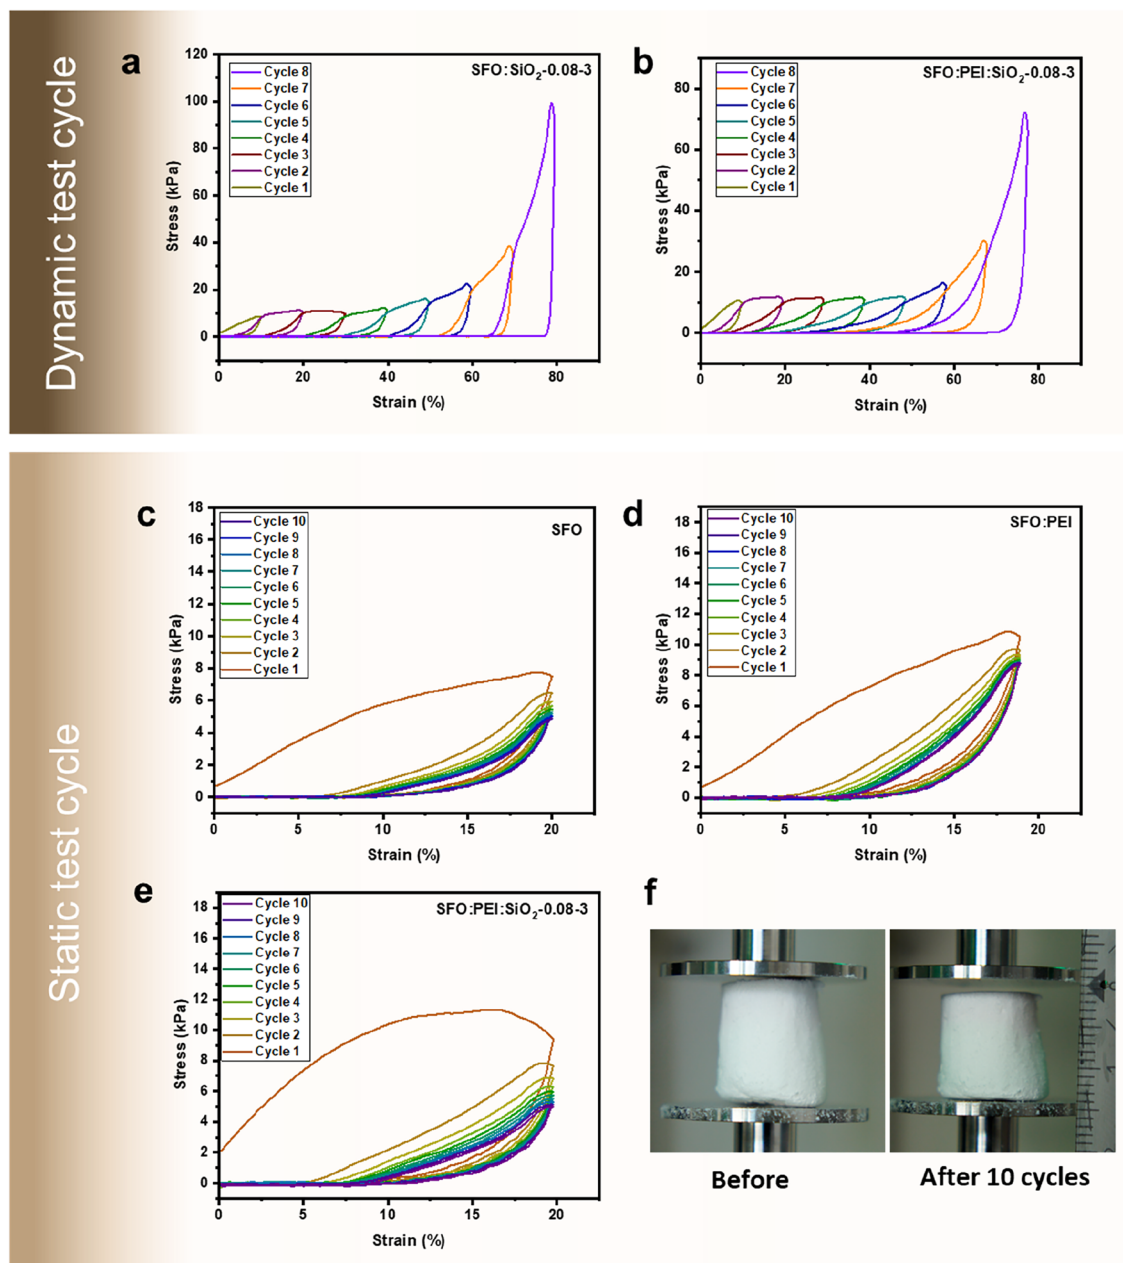 Dynamic test cycle
a
120
100
80
60
40
20
0
Stress (kPa)
Cycle 8
Cycle 7
Cycle 6
Cycle 5
Cycle 4
Cycle 3
Cycle 2
Cycle 1
SFO:SiO₂-0.08-3
0 20 40 60 80
Strain (%)
b
80
60
40
20
0
Stress (kPa)
Cycle 8
Cycle 7
Cycle 6
Cycle 5
Cycle 4
Cycle 3
Cycle 2
Cycle 1
SFO:PEI:SiO₂-0.08-3
0 20 40 60 80
Strain (%)
Static test cycle
c
18
16
14
12
10
8
6
4
2
0
Stress (kPa)
Cycle 10
Cycle 9
Cycle 8
Cycle 7
Cycle 6
Cycle 5
Cycle 4
Cycle 3
Cycle 2
Cycle 1
SFO
0 5 10 15 20
Strain (%)
d
18
16
14
12
10
8
6
4
2
0
Stress (kPa)
Cycle 10
Cycle 9
Cycle 8
Cycle 7
Cycle 6
Cycle 5
Cycle 4
Cycle 3
Cycle 2
Cycle 1
SFO:PEI
0 5 10 15 20
Strain (%)
e
18
16
14
12
10
8
6
4
2
0
Stress (kPa)
Cycle 10
Cycle 9
Cycle 8
Cycle 7
Cycle 6
Cycle 5
Cycle 4
Cycle 3
Cycle 2
Cycle 1
SFO:PEI:SiO₂-0.08-3
0 5 10 15 20
Strain (%)
f
Before
After 10 cycles